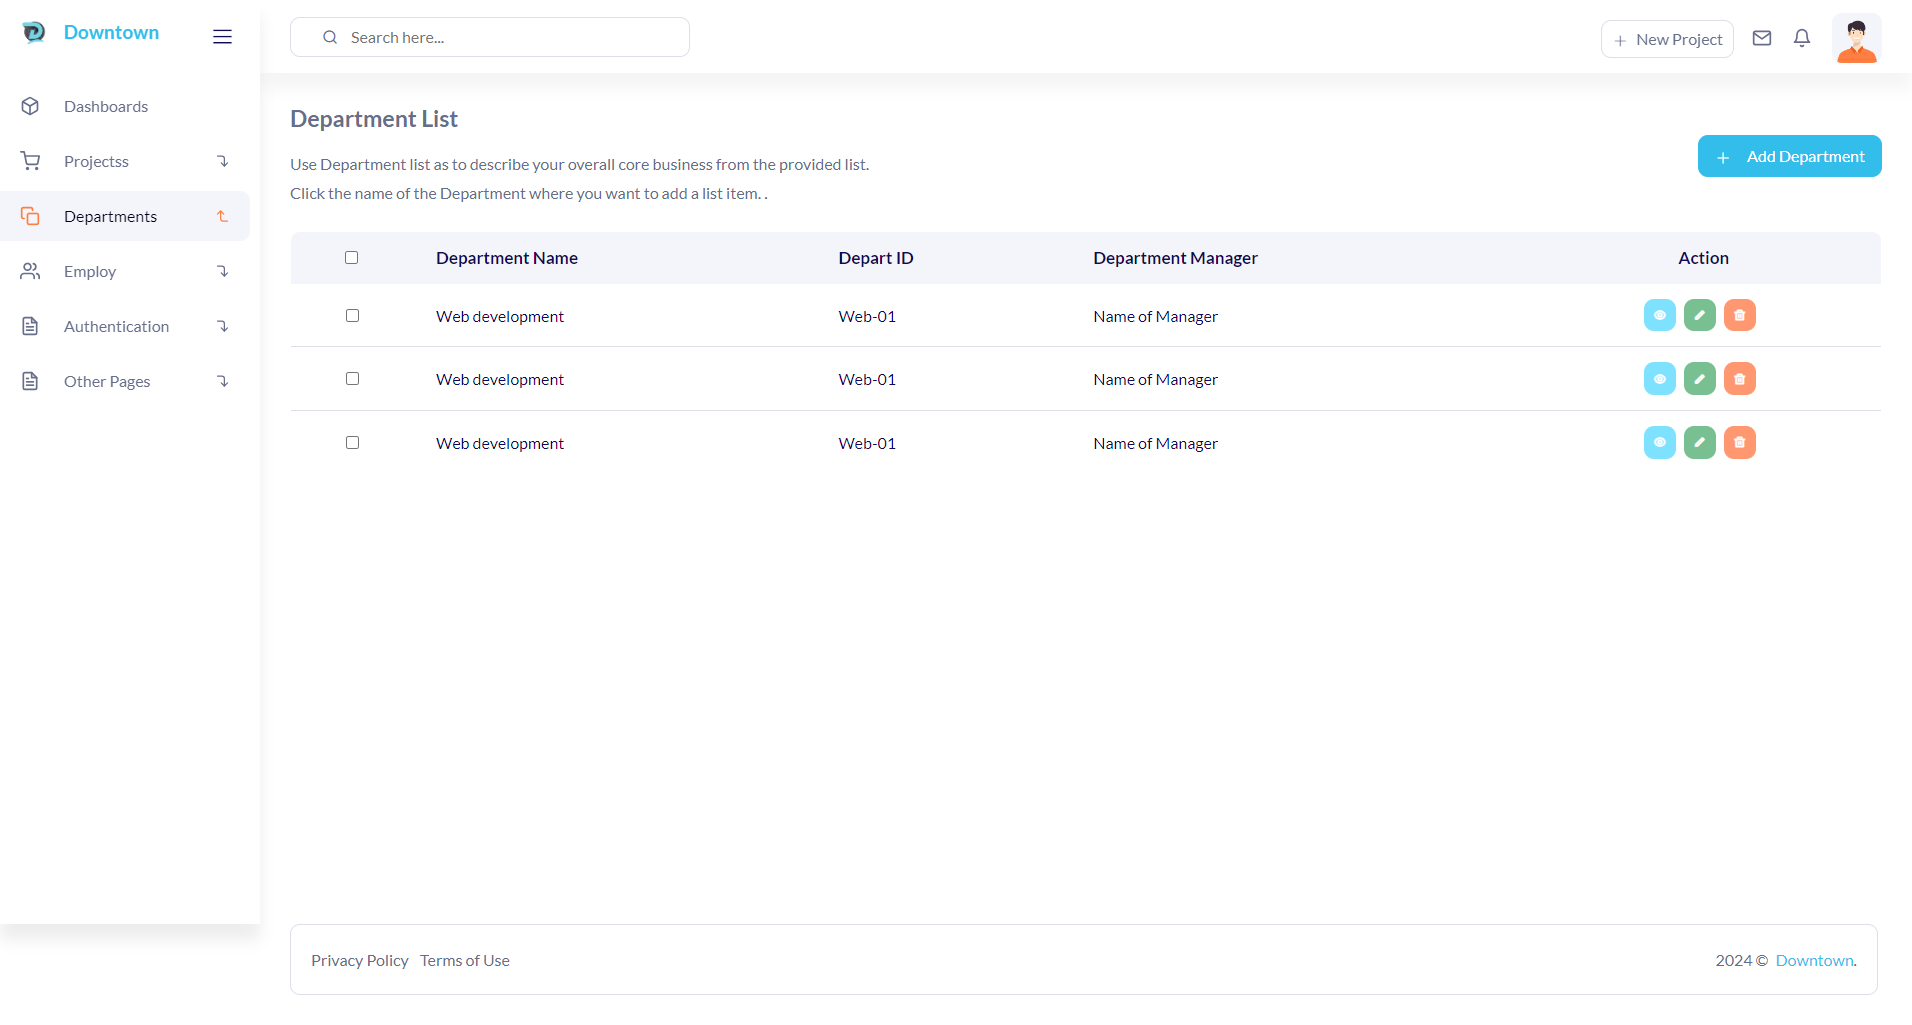 Downtown
Search here...
New Project
Dashboards
Projectss
Departments
Employ
Authentication
Other Pages
Department List
Use Department list as to describe your overall core business from the provided list.
Click the name of the Department where you want to add a list item. .
Add Department
Department Name Depart ID Department Manager Action
Web development Web-01 Name of Manager
Web development Web-01 Name of Manager
Web development Web-01 Name of Manager
Privacy Policy Terms of Use 2024 © Downtown.